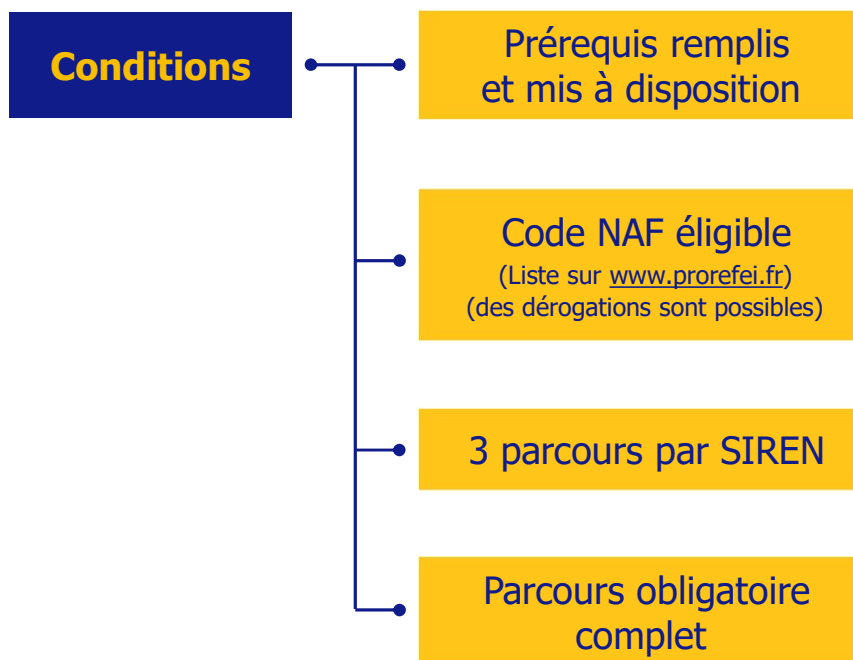 Conditions
Prérequis remplis
et mis à disposition
Code NAF éligible
(Liste sur www.prorefei.fr)
(des dérogations sont possibles)
3 parcours par SIREN
Parcours obligatoire
complet